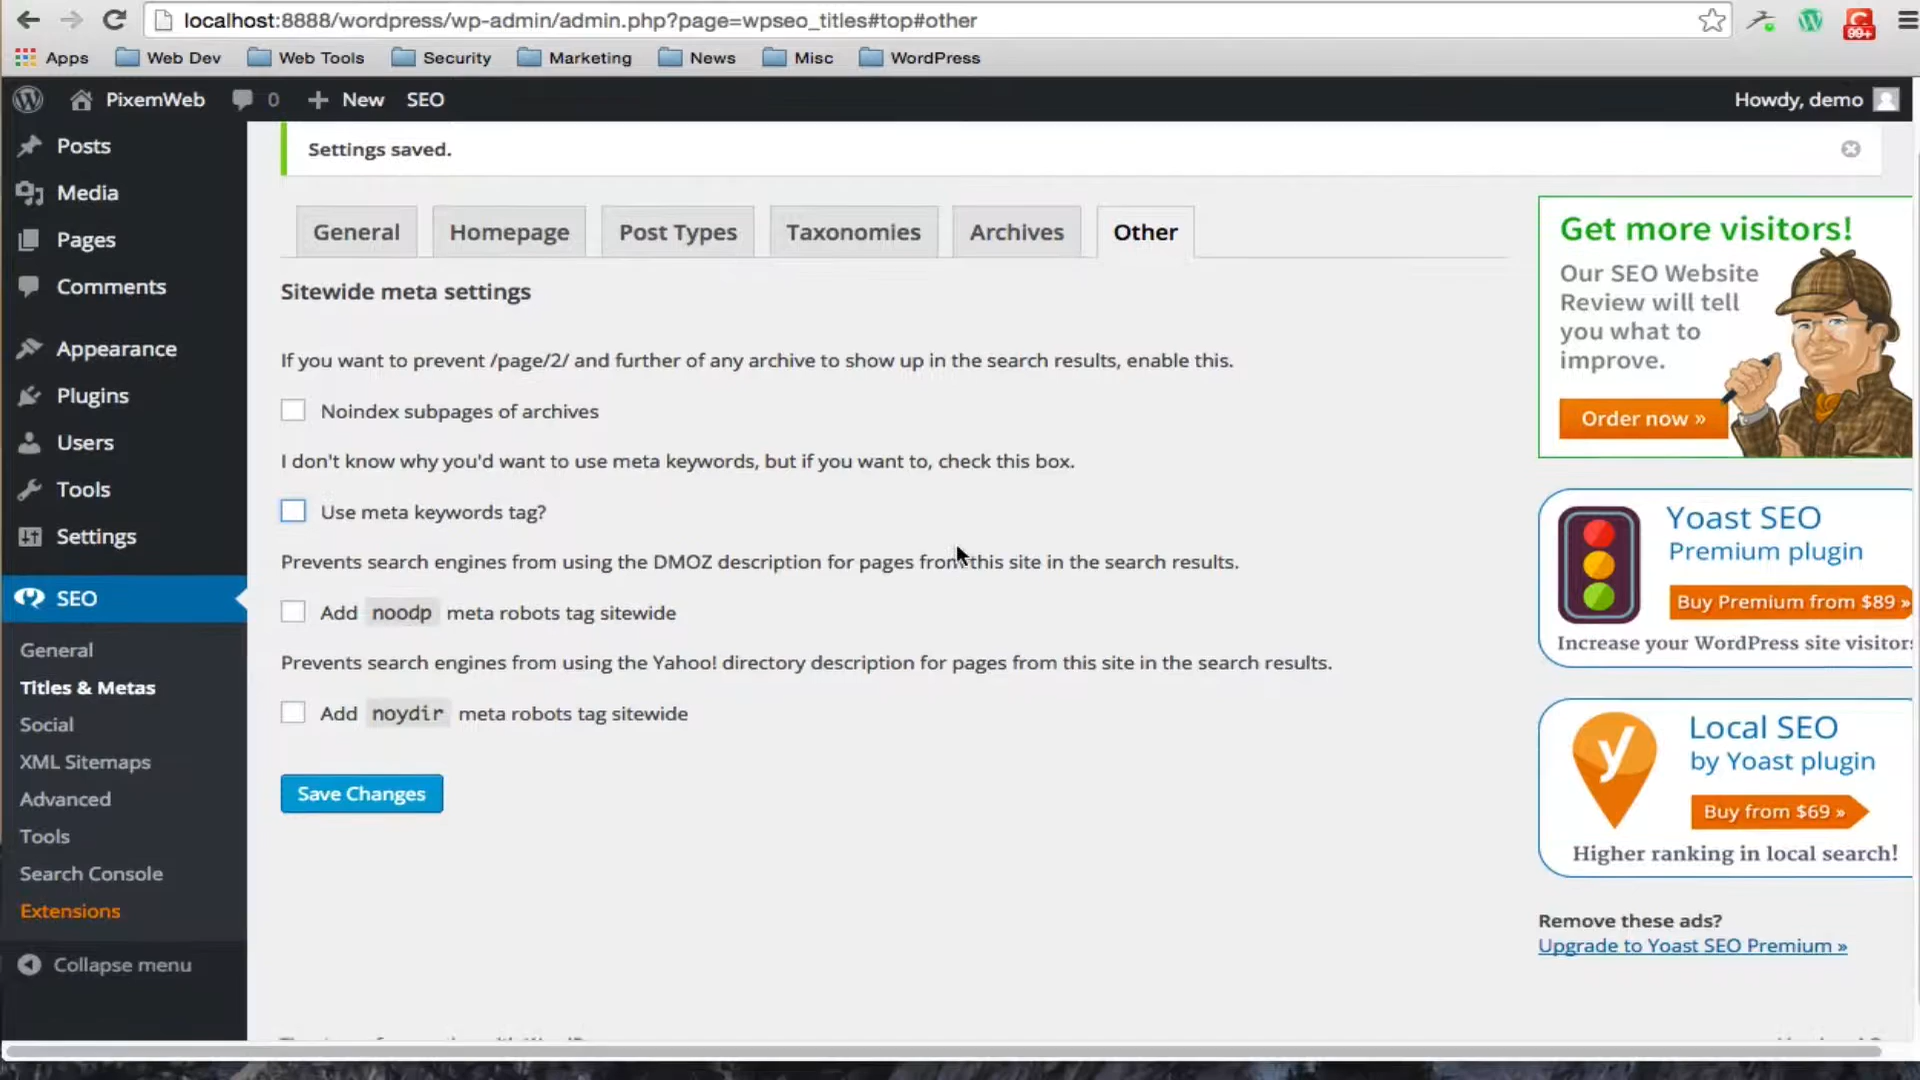 localhost:8888/wordpress/wp-admin/admin.php?page=wpseo_titles#top#other
99+
Apps Web Dev Web Tools Security Marketing News Misc WordPress
PixemWeb 0 New SEO Howdy, demo
Posts
Media
Pages
Comments
Appearance
Plugins
Users
Tools
Settings
SEO
General
Titles & Metas
Social
XML Sitemaps
Advanced
Tools
Search Console
Extensions
Collapse menu
Settings saved.
General Homepage Post Types Taxonomies Archives Other
Sitewide meta settings
If you want to prevent /page/2/ and further of any archive to show up in the search results, enable this.
Noindex subpages of archives
I don't know why you'd want to use meta keywords, but if you want to, check this box.
Use meta keywords tag?
Prevents search engines from using the DMOZ description for pages from this site in the search results.
Add noodp meta robots tag sitewide
Prevents search engines from using the Yahoo! directory description for pages from this site in the search results.
Add noydir meta robots tag sitewide
Save Changes
Get more visitors!
Our SEO Website
Review will tell
you what to
improve.
Order now »
Yoast SEO
Premium plugin
Buy Premium from $89 »
Increase your WordPress site visitors
y
Local SEO
by Yoast plugin
Buy from $69 »
Higher ranking in local search!
Remove these ads?
Upgrade to Yoast SEO Premium »